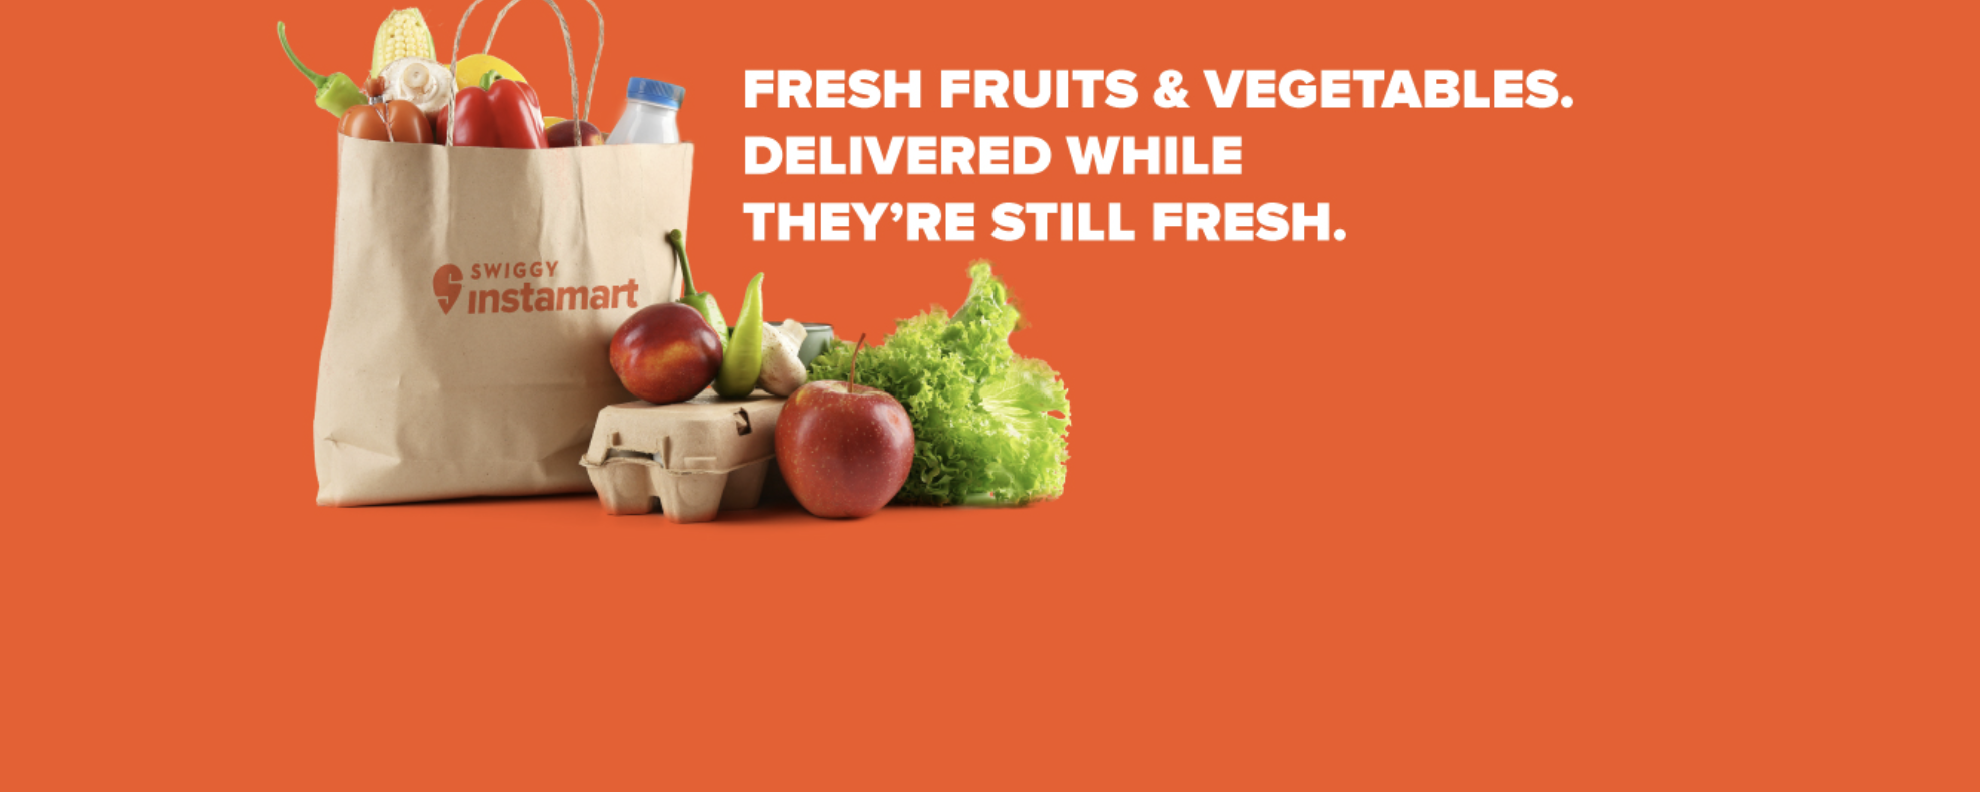 FRESH FRUITS & VEGETABLES.
DELIVERED WHILE
THEY’RE STILL FRESH.
SWIGGY
instamart